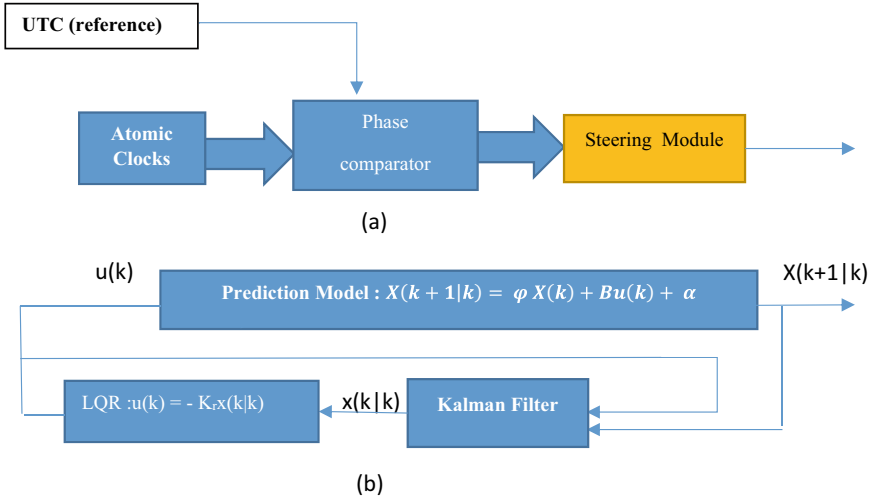 UTC (reference)
Atomic
Clocks
Phase
comparator
Steering Module
(a)
u(k)
X(k+1|k)
Prediction Model : X(k + 1|k) = φ X(k) + Bu(k) + α
LQR :u(k) = - Kᵣx(k|k)
x(k|k)
Kalman Filter
(b)